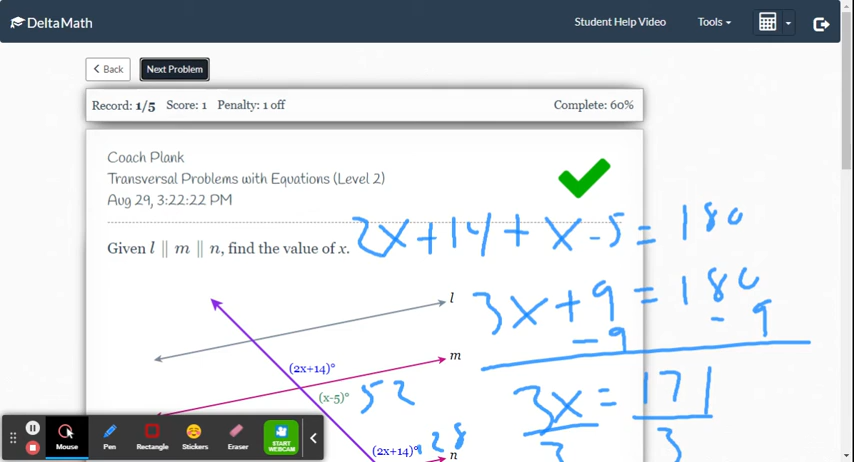 DeltaMath Student Help Video Tools
Back Next Problem
Record: 1/5 Score: 1 Penalty: 1 off Complete: 60%
Coach Plank
Transversal Problems with Equations (Level 2)
Aug 29, 3:22:22 PM
2x+14+x-5=180
Given l ∥ m ∥ n, find the value of x.
3x+9=180
-9 -9
l
m
(2x+14)°
(x-5)° 52
3x = 171
3 3
(2x+14)° 128
n
Mouse Pen Rectangle Stickers Eraser START WEBCAM